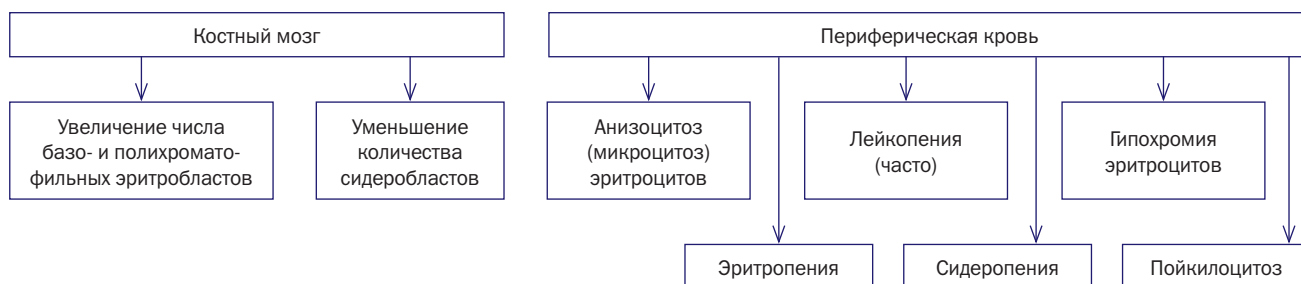 Костный мозг
Периферическая кровь
Увеличение числа
базо- и полихромато-
фильных эритробластов
Уменьшение
количества
сидеробластов
Анизоцитоз
(микроцитоз)
эритроцитов
Лейкопения
(часто)
Гипохромия
эритроцитов
Эритропения
Сидеропения
Пойкилоцитоз